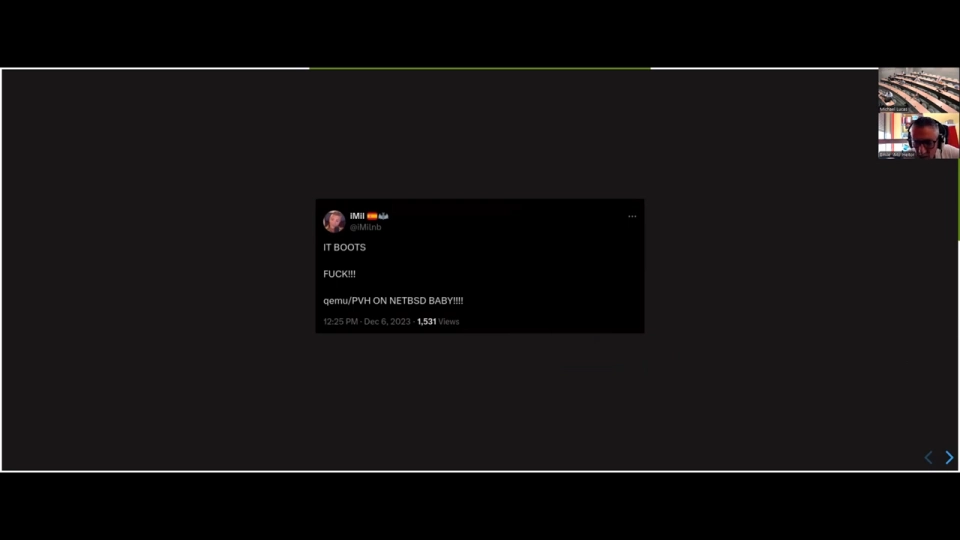 iMil
@iMilnb
IT BOOTS
FUCK!!!
qemu/PVH ON NETBSD BABY!!!!
12:25 PM · Dec 6, 2023 · 1,531 Views